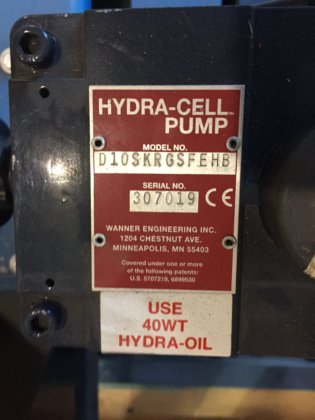 HYDRA-CELL™
PUMP
MODEL NO.
D10SKRGSFEHB
SERIAL NO.
307019 CE
WANNER ENGINEERING INC.
1204 CHESTNUT AVE.
MINNEAPOLIS, MN 55403
Covered under one or more
of the following patents:
U.S. 5707219, 6899530
USE
40WT
HYDRA-OIL